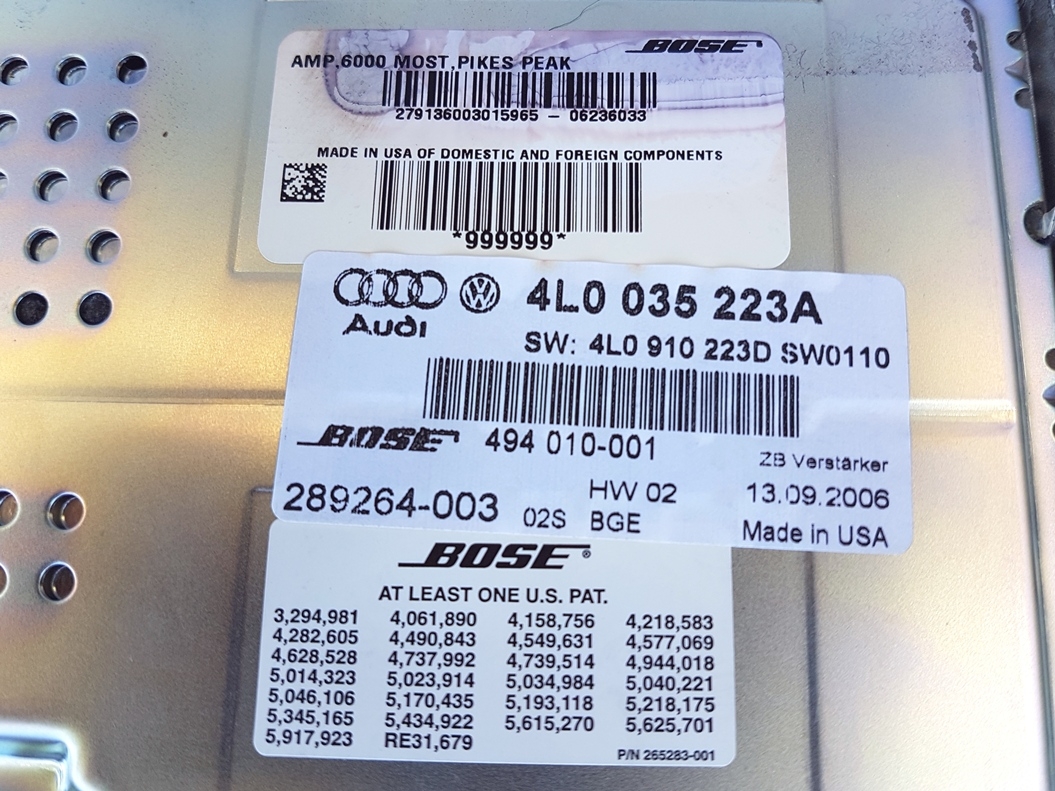 BOSE
AMP,6000 MOST,PIKES PEAK
279136003015965 - 06236033
MADE IN USA OF DOMESTIC AND FOREIGN COMPONENTS
*999999*
Audi
4L0 035 223A
SW: 4L0 910 223D SW0110
BOSE 494 010-001
ZB Verstärker
289264-003 02S HW 02 BGE
13.09.2006
Made in USA
BOSE®
AT LEAST ONE U.S. PAT.
3,294,981 4,061,890 4,158,756 4,218,583
4,282,605 4,490,843 4,549,631 4,577,069
4,628,528 4,737,992 4,739,514 4,944,018
5,014,323 5,023,914 5,034,984 5,040,221
5,046,106 5,170,435 5,193,118 5,218,175
5,345,165 5,434,922 5,615,270 5,625,701
5,917,923 RE31,679
P/N 265283-001